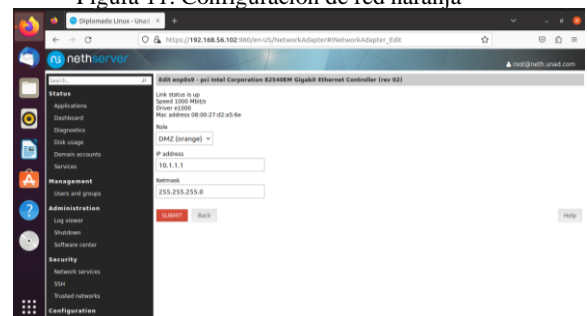 Figura 11. Configuración de red naranja
Diplomado Linux - Unad
https://192.168.56.102:980/en-US/NetworkAdapter#!NetworkAdapter_Edit
nethserver
root@neth.unad.com
Search...
Edit enp0s9 - pci Intel Corporation 82540EM Gigabit Ethernet Controller (rev 02)
Status
Applications
Dashboard
Diagnostics
Disk usage
Domain accounts
Services
Management
Users and groups
Administration
Log viewer
Shutdown
Software center
Security
Network services
SSH
Trusted networks
Configuration
Link status is up
Speed 1000 Mbit/s
Driver e1000
Mac address 08:00:27:d2:a5:6e
Role
DMZ (orange)
IP address
10.1.1.1
Netmask
255.255.255.0
SUBMIT Back Help